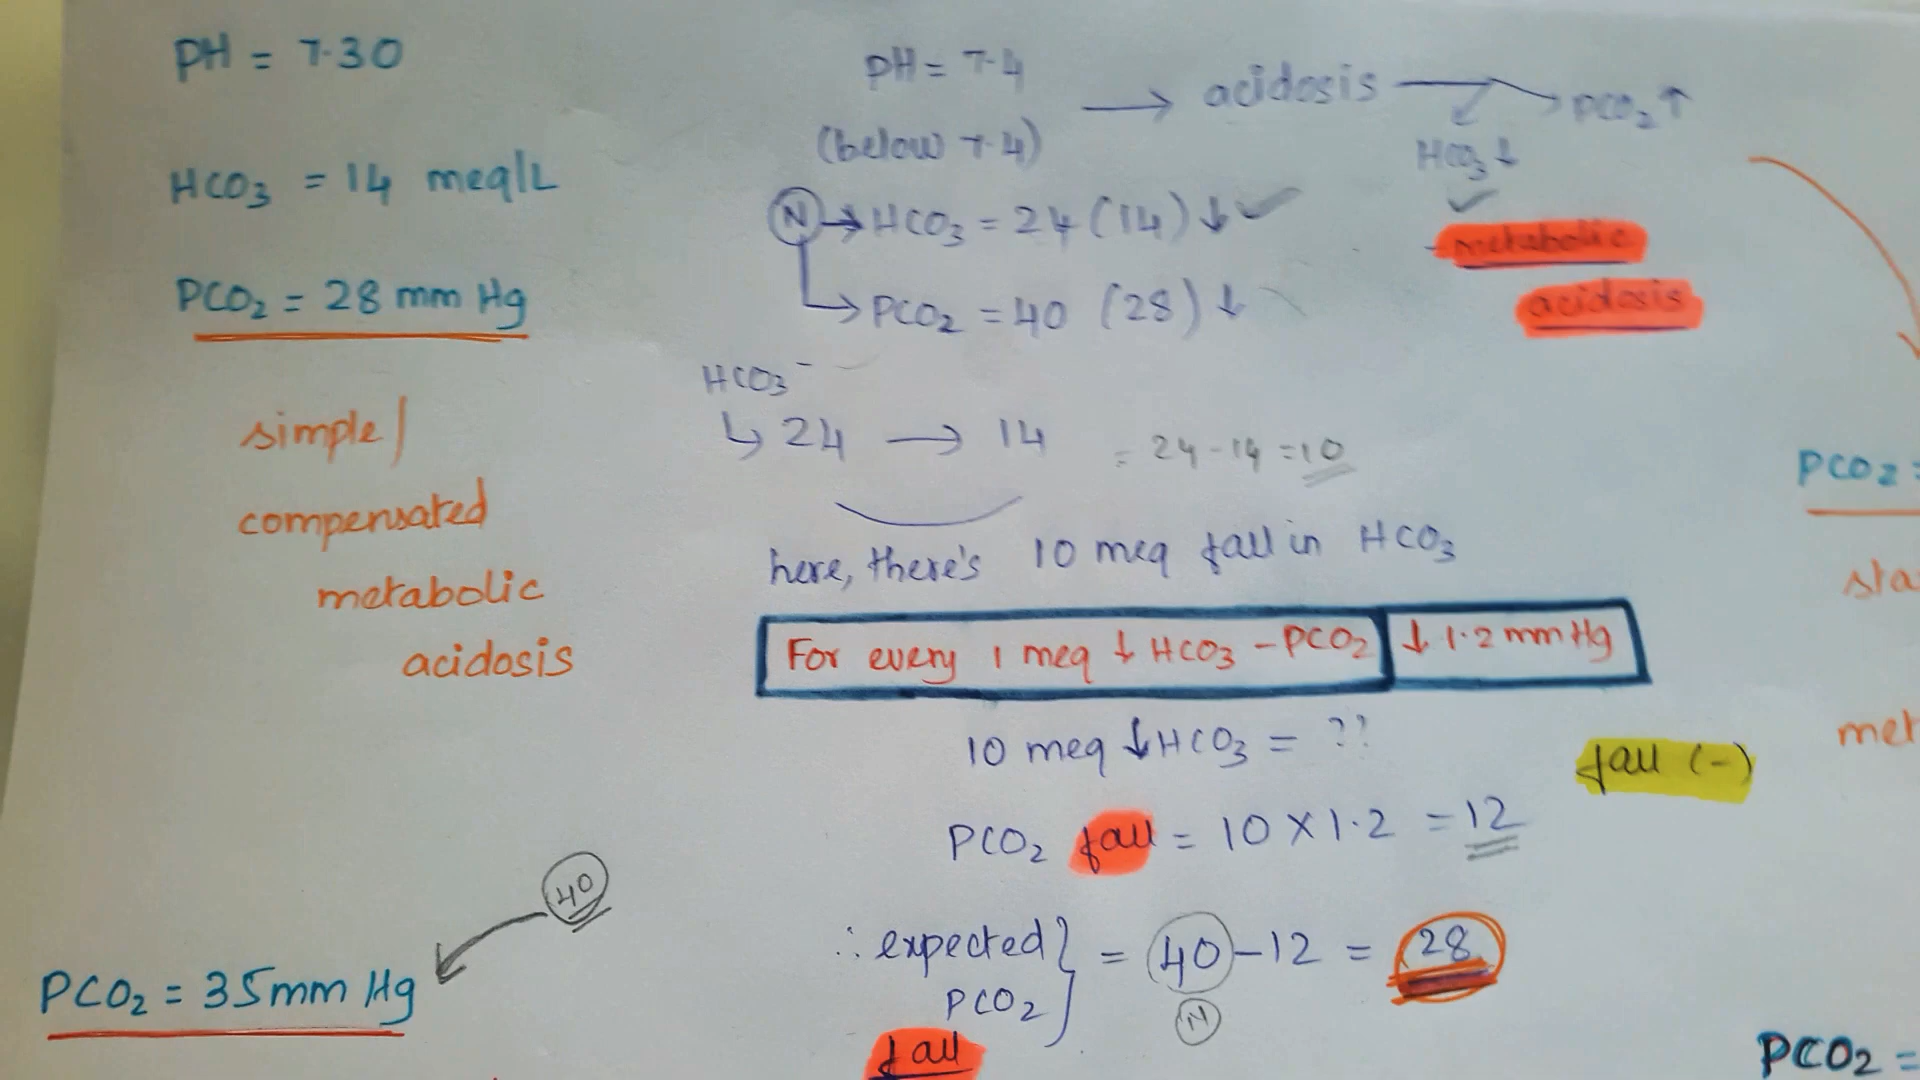 PH = 7.30
HCO3 = 14 meq/L
PCO2 = 28 mm Hg
simple/
compensated
metabolic
acidosis
40
PCO2 = 35mm Hg
pH = 7.4
(below 7.4)
→ acidosis → PCO2 ↑
HCO3 ↓
✓
- metabolic
acidosis
N → HCO3 = 24 (14) ↓ ✓
↳ PCO2 = 40 (28) ↓
HCO3⁻
↳ 24 → 14 = 24 - 14 = 10
here, there's 10 meq fall in HCO3
For every 1 meq ↓ HCO3 - PCO2 ↓ 1.2 mm Hg
10 meq ↓ HCO3 = ??
fall (-)
PCO2 fall = 10 X 1.2 = 12
∴ expected } = 40 - 12 = 28
PCO2
N
fall
PCO2 =
sta
met
PCO2 =